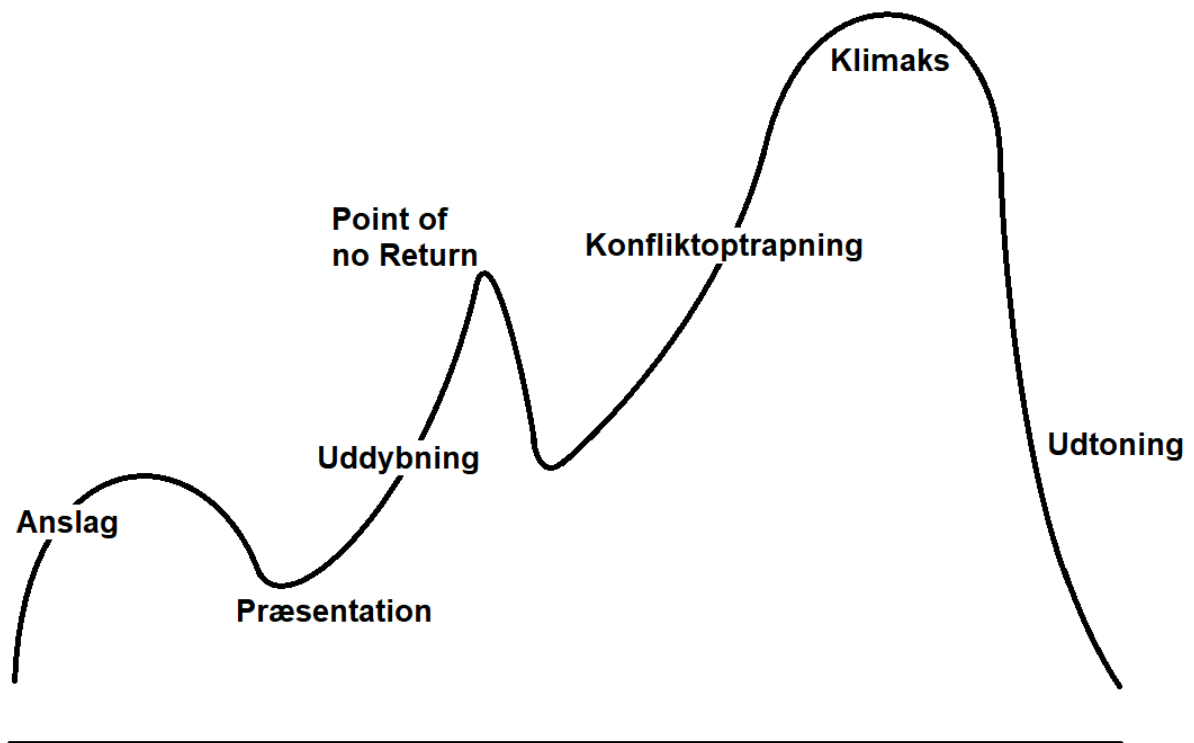 Anslag
Præsentation
Uddybning
Point of
no Return
Konfliktoptrapning
Klimaks
Udtoning